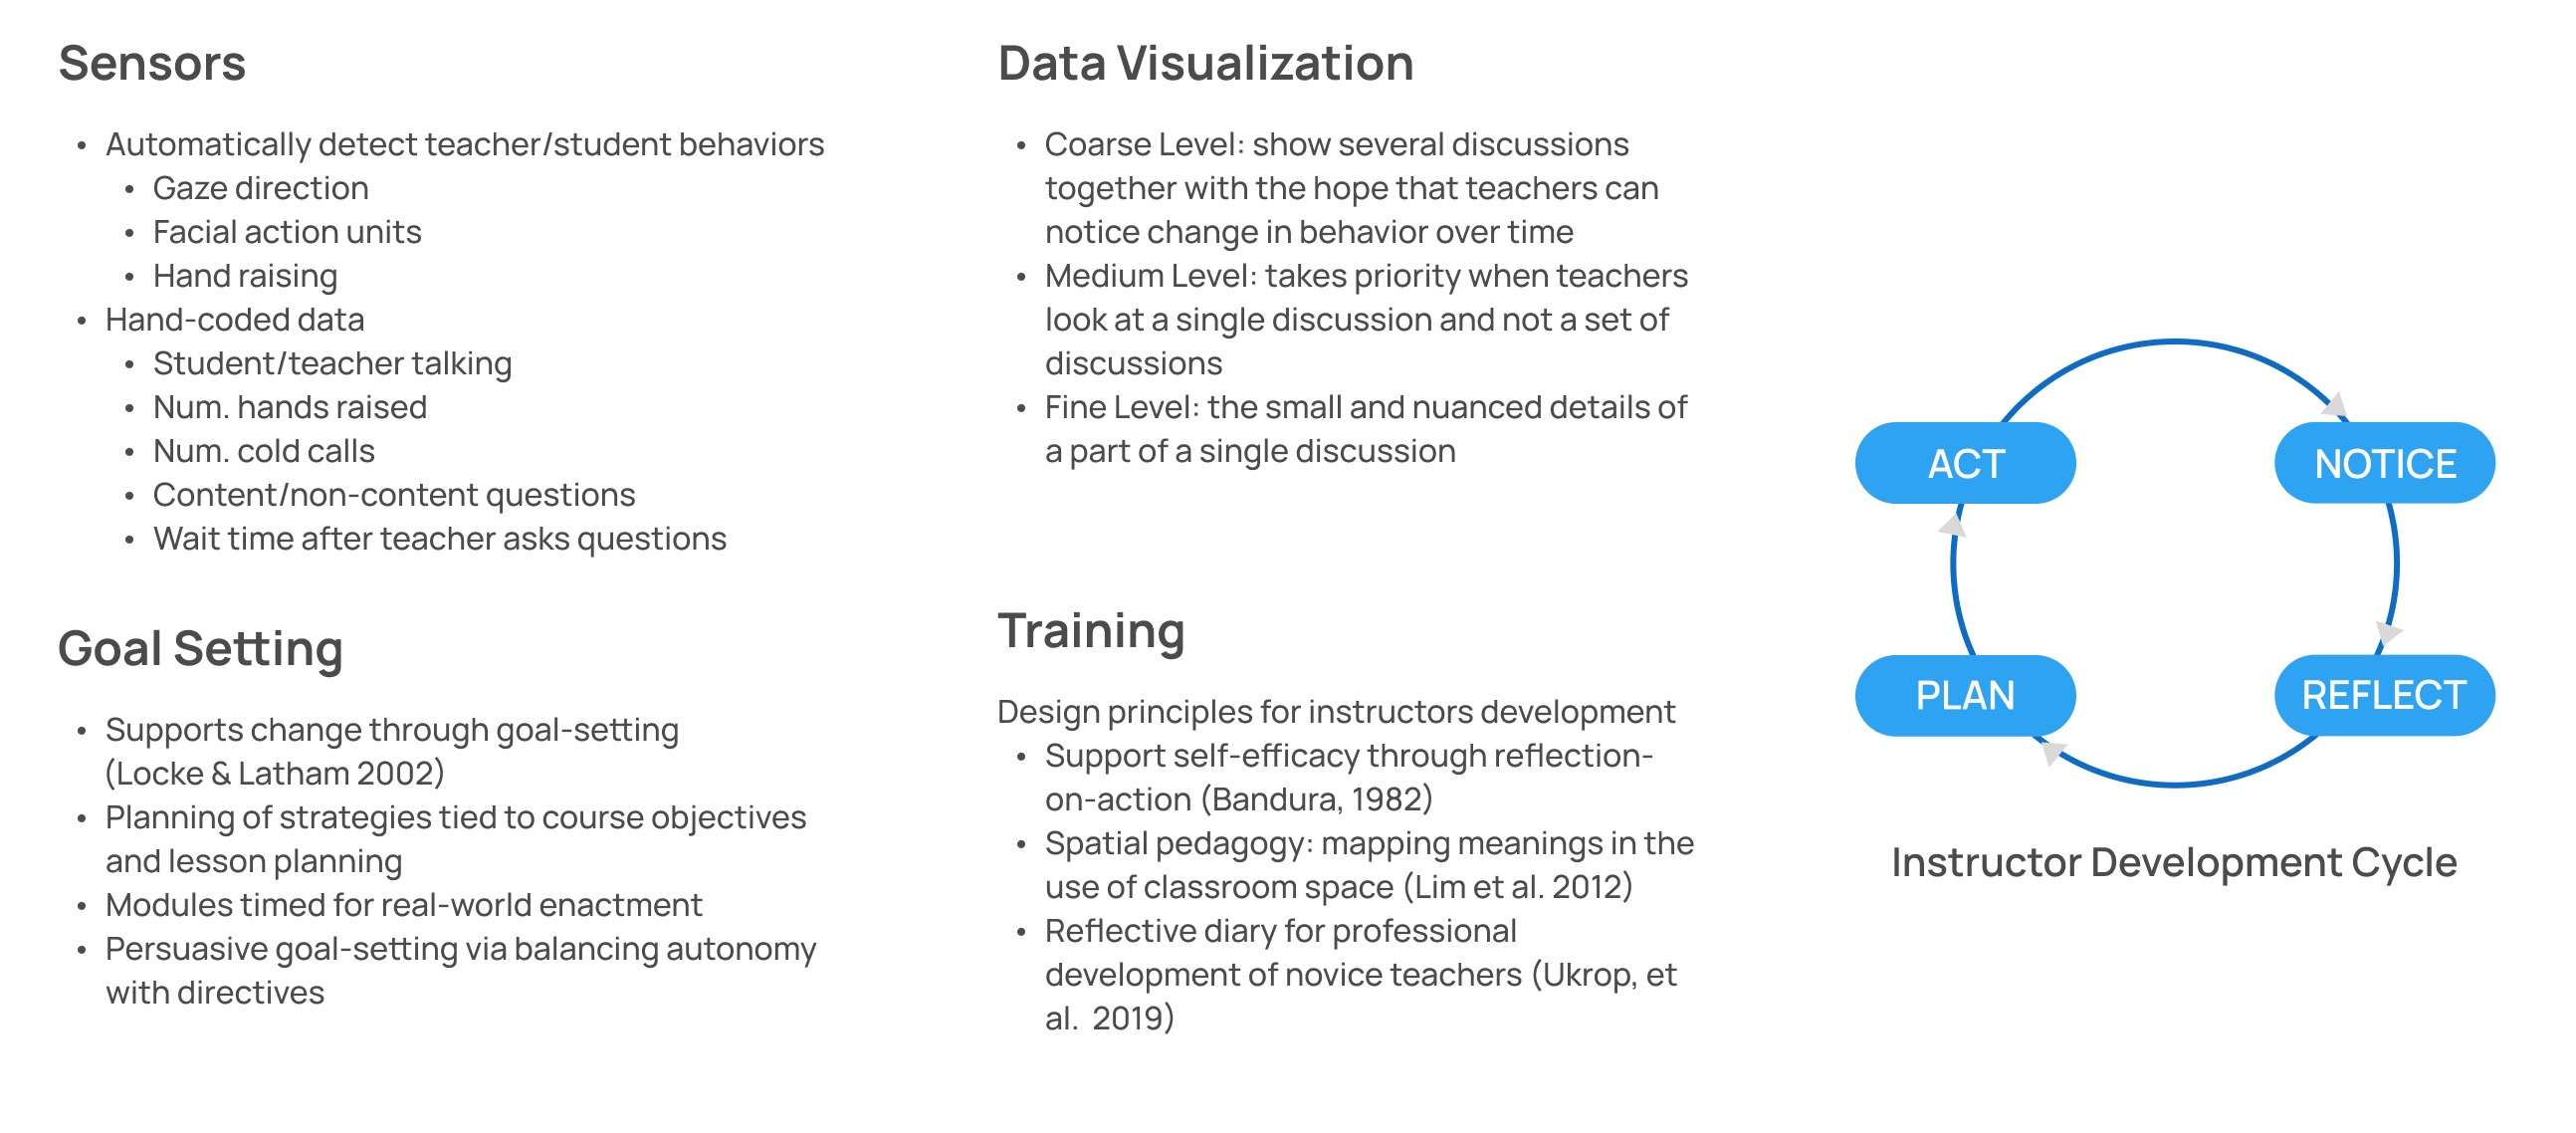 Sensors
• Automatically detect teacher/student behaviors
• Gaze direction
• Facial action units
• Hand raising
• Hand-coded data
• Student/teacher talking
• Num. hands raised
• Num. cold calls
• Content/non-content questions
• Wait time after teacher asks questions
Goal Setting
• Supports change through goal-setting
(Locke & Latham 2002)
• Planning of strategies tied to course objectives
and lesson planning
• Modules timed for real-world enactment
• Persuasive goal-setting via balancing autonomy
with directives
Data Visualization
• Coarse Level: show several discussions
together with the hope that teachers can
notice change in behavior over time
• Medium Level: takes priority when teachers
look at a single discussion and not a set of
discussions
• Fine Level: the small and nuanced details of
a part of a single discussion
Training
Design principles for instructors development
• Support self-efficacy through reflection-
on-action (Bandura, 1982)
• Spatial pedagogy: mapping meanings in the
use of classroom space (Lim et al. 2012)
• Reflective diary for professional
development of novice teachers (Ukrop, et
al.  2019)
ACT
NOTICE
PLAN
REFLECT
Instructor Development Cycle